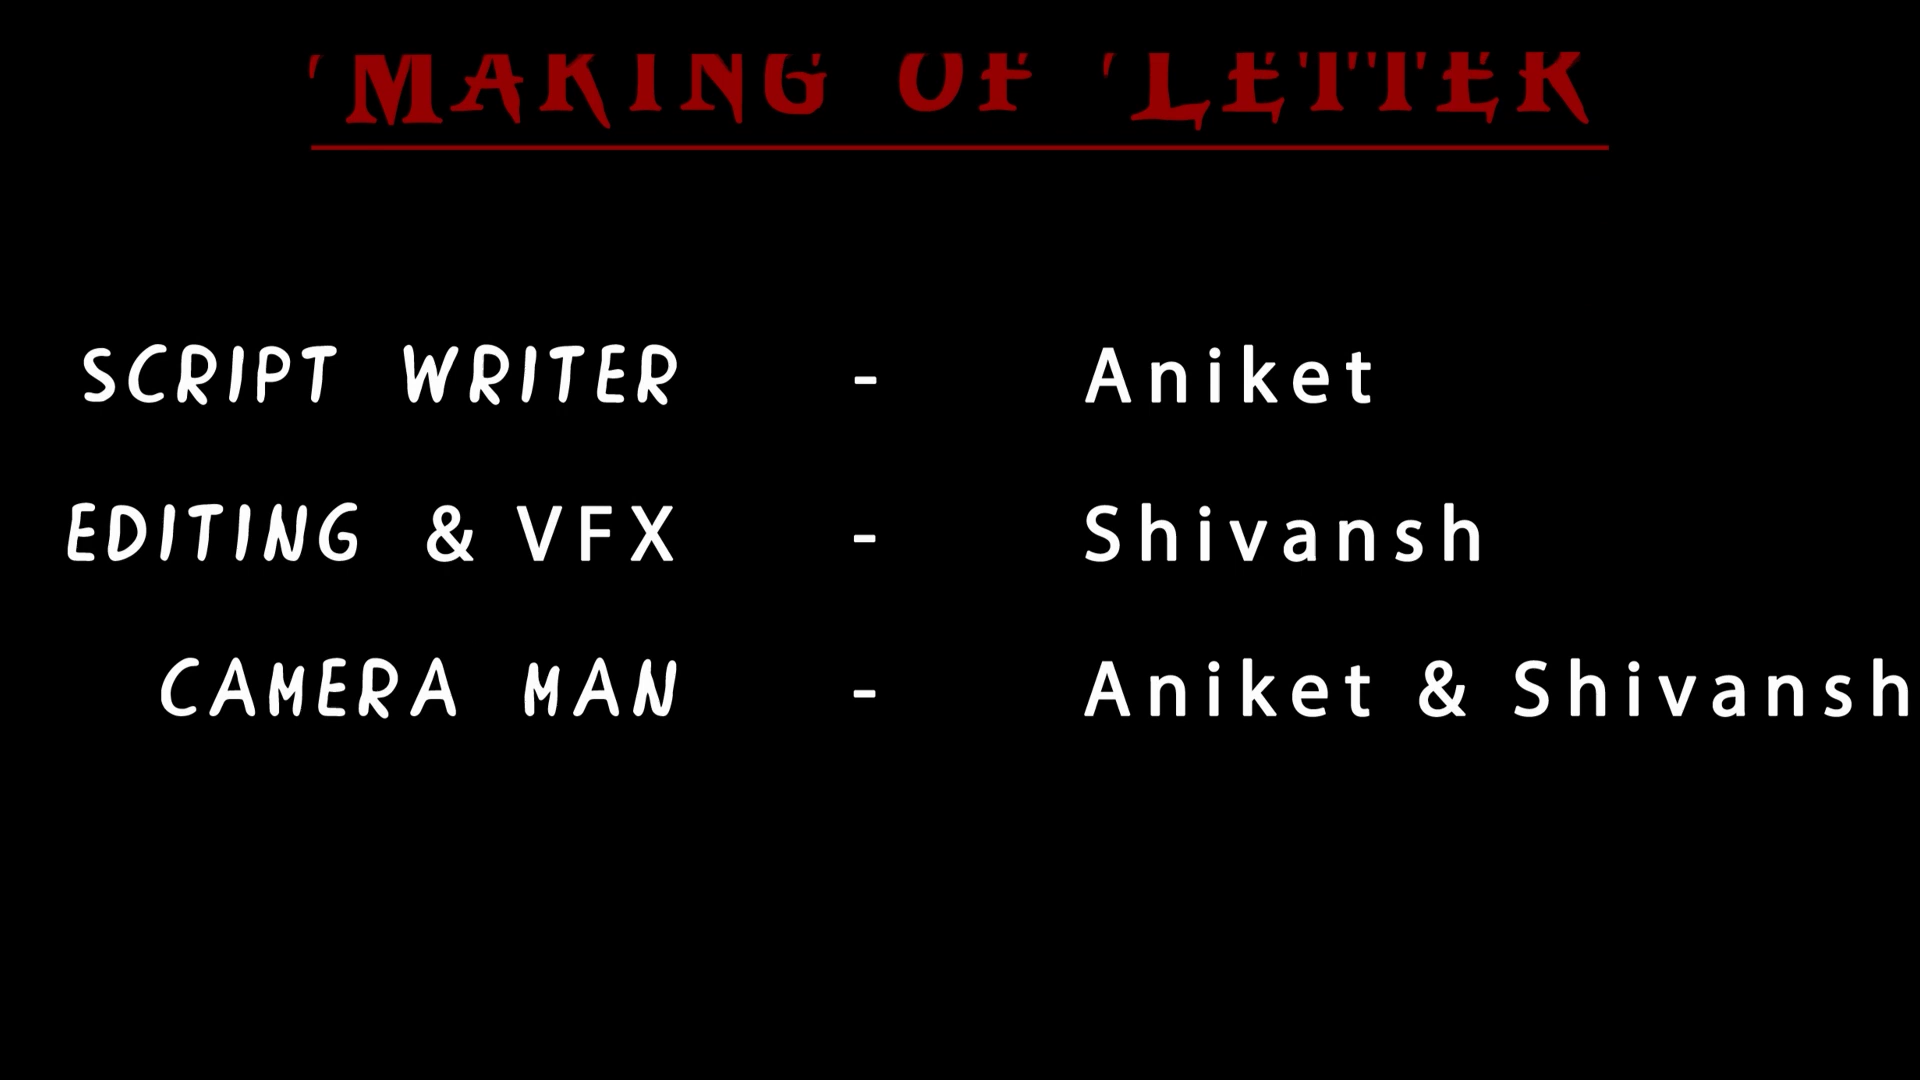 MAKING OF LETTER
SCRIPT WRITER - Aniket
EDITING & VFX - Shivansh
CAMERA MAN - Aniket & Shivansh